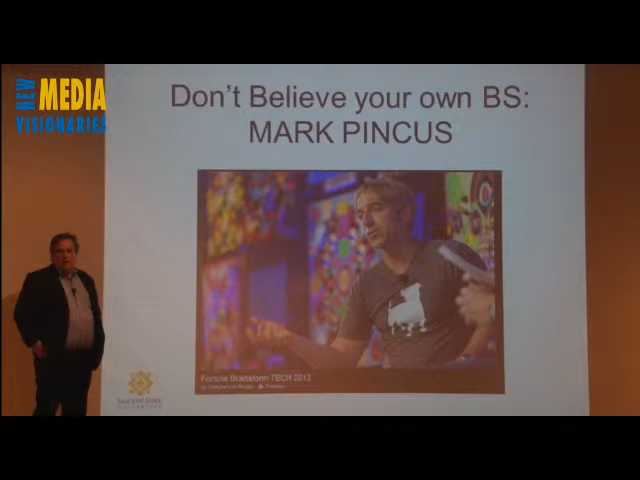 NEW MEDIA
VISIONARIES
Don't Believe your own BS:
MARK PINCUS
Fortune Brainstorm TECH 2012